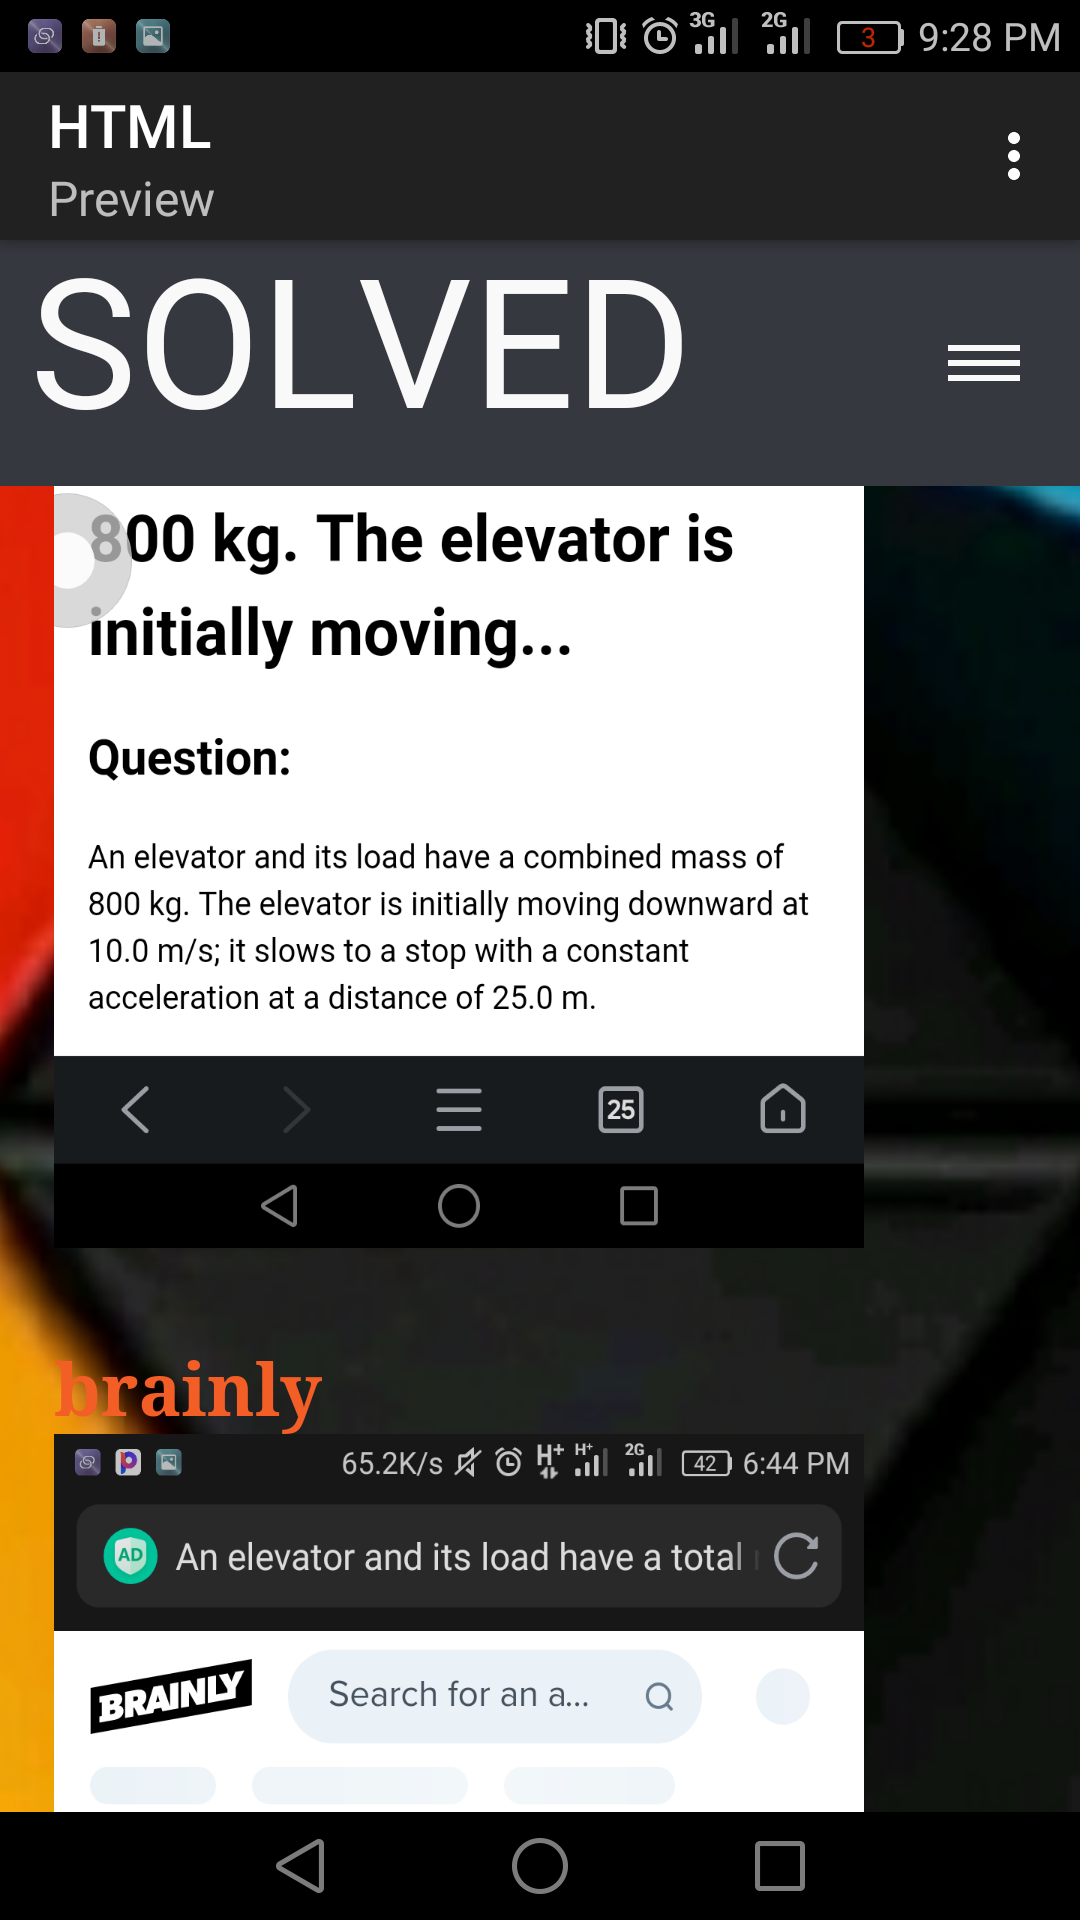 3G 2G 3 9:28 PM
HTML
Preview
SOLVED
800 kg. The elevator is
initially moving...
Question:
An elevator and its load have a combined mass of
800 kg. The elevator is initially moving downward at
10.0 m/s; it slows to a stop with a constant
acceleration at a distance of 25.0 m.
25
brainly
65.2K/s H+ H+ 2G 42 6:44 PM
AD An elevator and its load have a total
BRAINLY Search for an a...